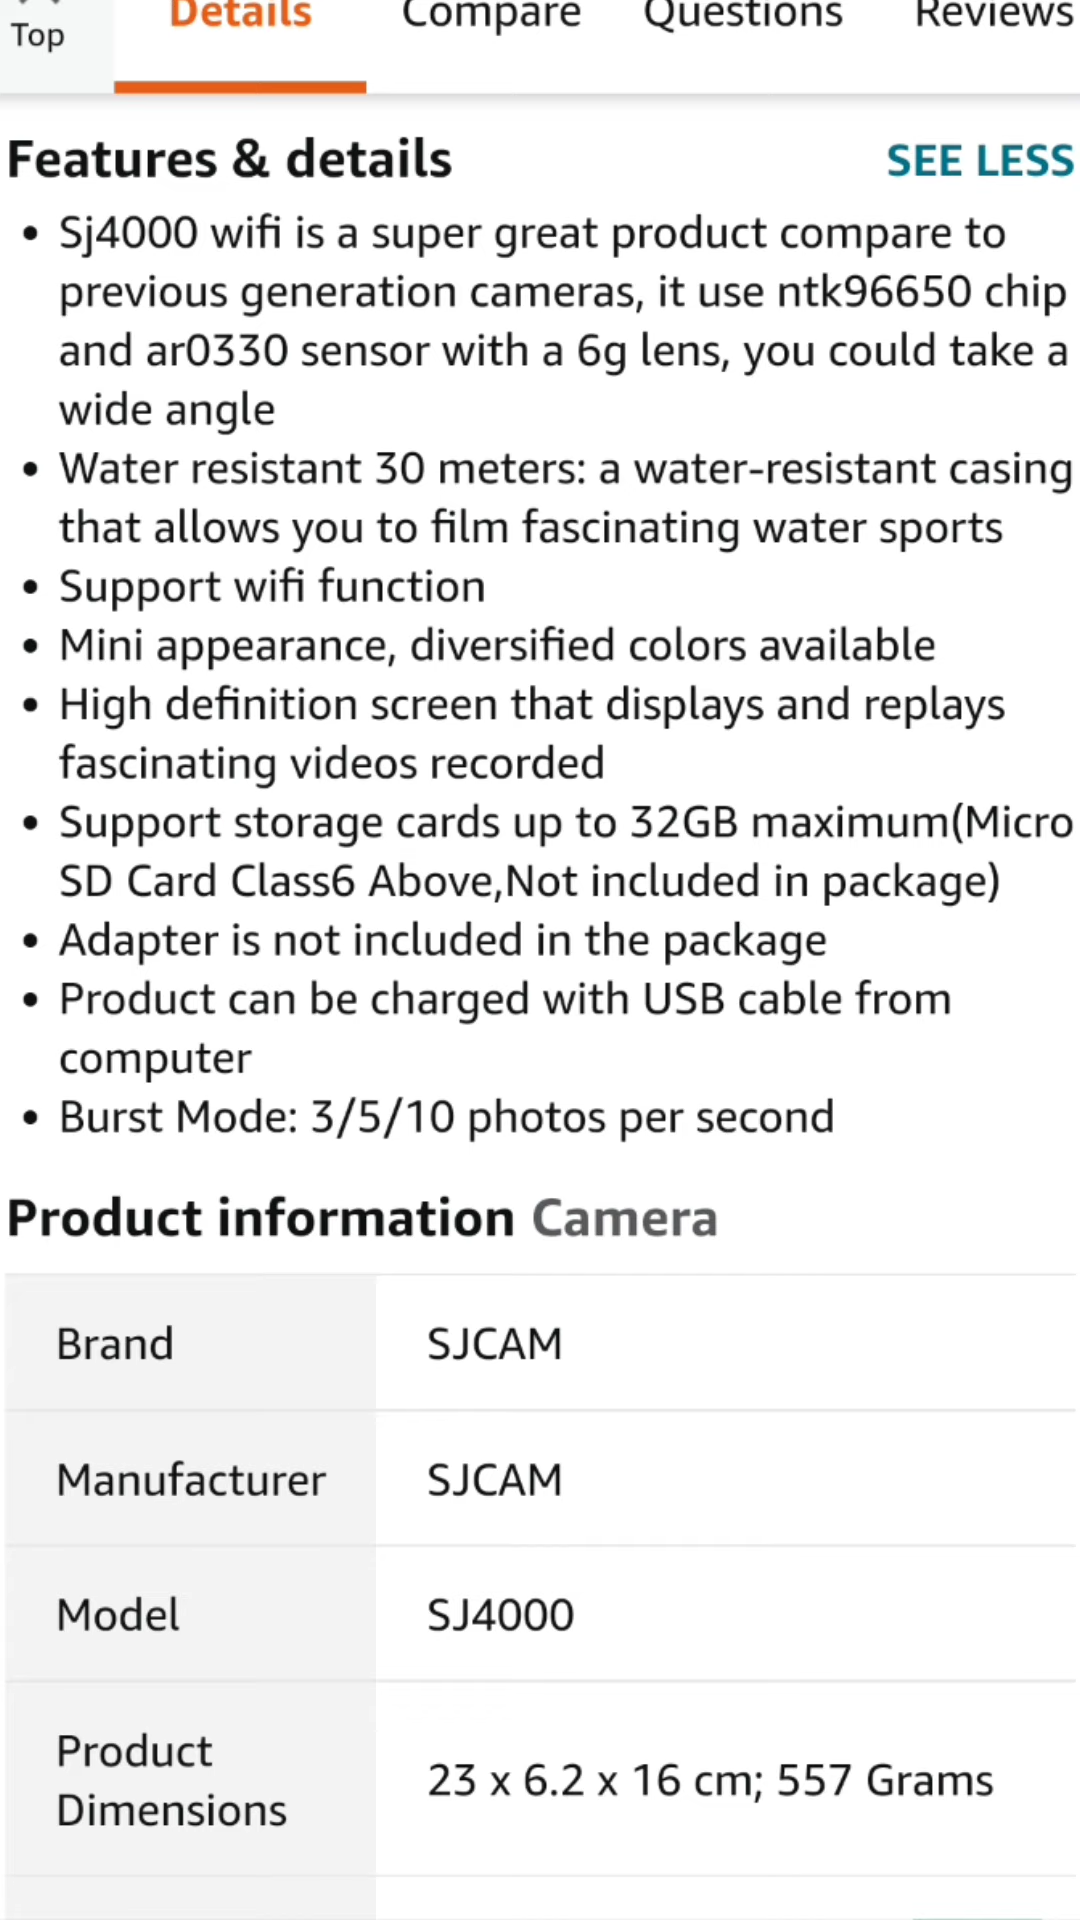 Top
Details Compare Questions Reviews
Features & details SEE LESS
• Sj4000 wifi is a super great product compare to
previous generation cameras, it use ntk96650 chip
and ar0330 sensor with a 6g lens, you could take a
wide angle
• Water resistant 30 meters: a water-resistant casing
that allows you to film fascinating water sports
• Support wifi function
• Mini appearance, diversified colors available
• High definition screen that displays and replays
fascinating videos recorded
• Support storage cards up to 32GB maximum(Micro
SD Card Class6 Above,Not included in package)
• Adapter is not included in the package
• Product can be charged with USB cable from
computer
• Burst Mode: 3/5/10 photos per second
Product information Camera
Brand SJCAM
Manufacturer SJCAM
Model SJ4000
Product
Dimensions 23 x 6.2 x 16 cm; 557 Grams